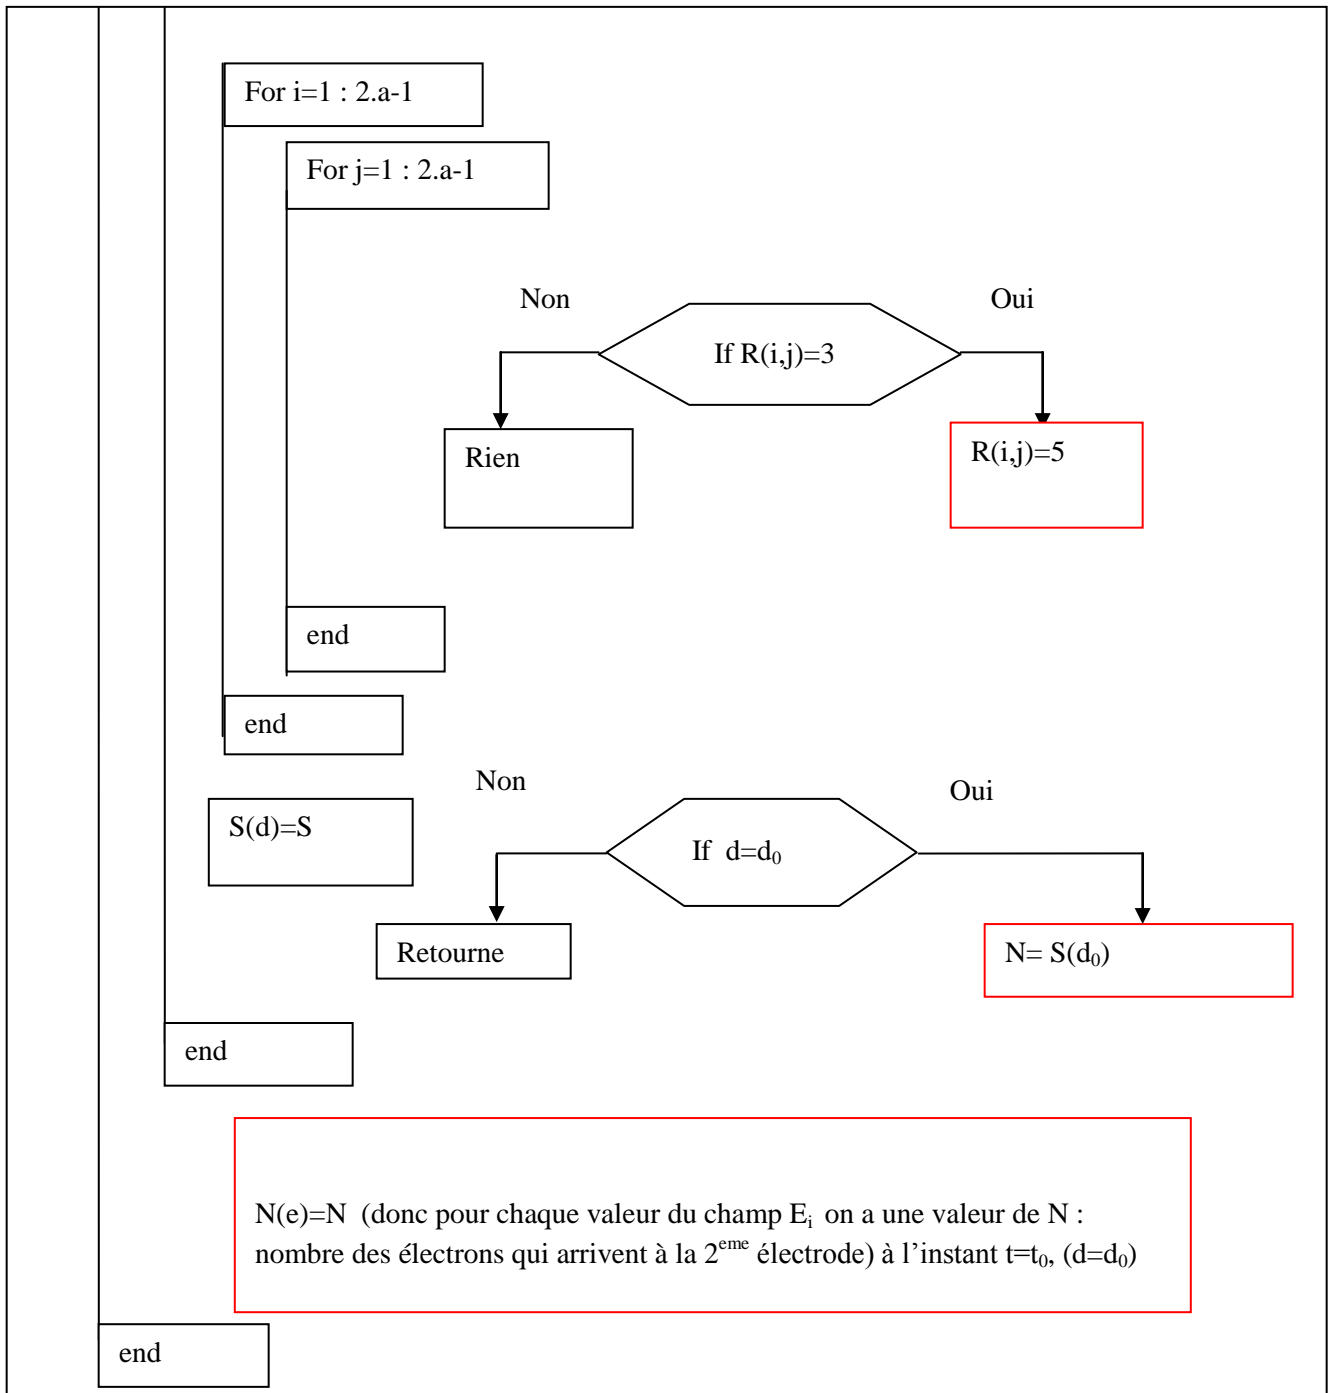 For i=1 : 2.a-1
For j=1 : 2.a-1
Non
Oui
If R(i,j)=3
Rien
R(i,j)=5
end
end
Non
Oui
S(d)=S
If d=d₀
Retourne
N= S(d₀)
end
N(e)=N (donc pour chaque valeur du champ Eᵢ on a une valeur de N :
nombre des électrons qui arrivent à la 2ᵉᵐᵉ électrode) à l’instant t=t₀, (d=d₀)
end